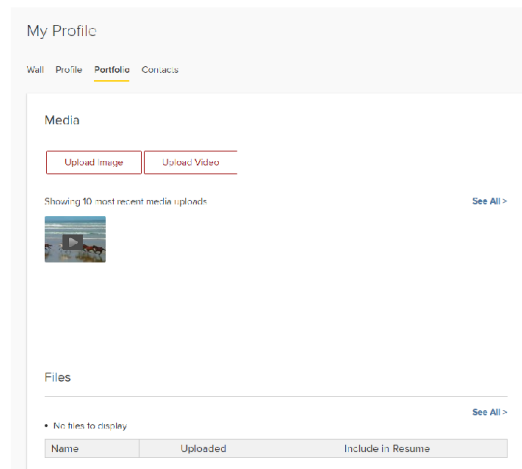 My Profile
Wall Profile Portfolio Contacts
Media
Upload Image Upload Video
Showing 10 most recent media uploads See All >
Files
See All >
• No files to display
Name Uploaded Include in Resume